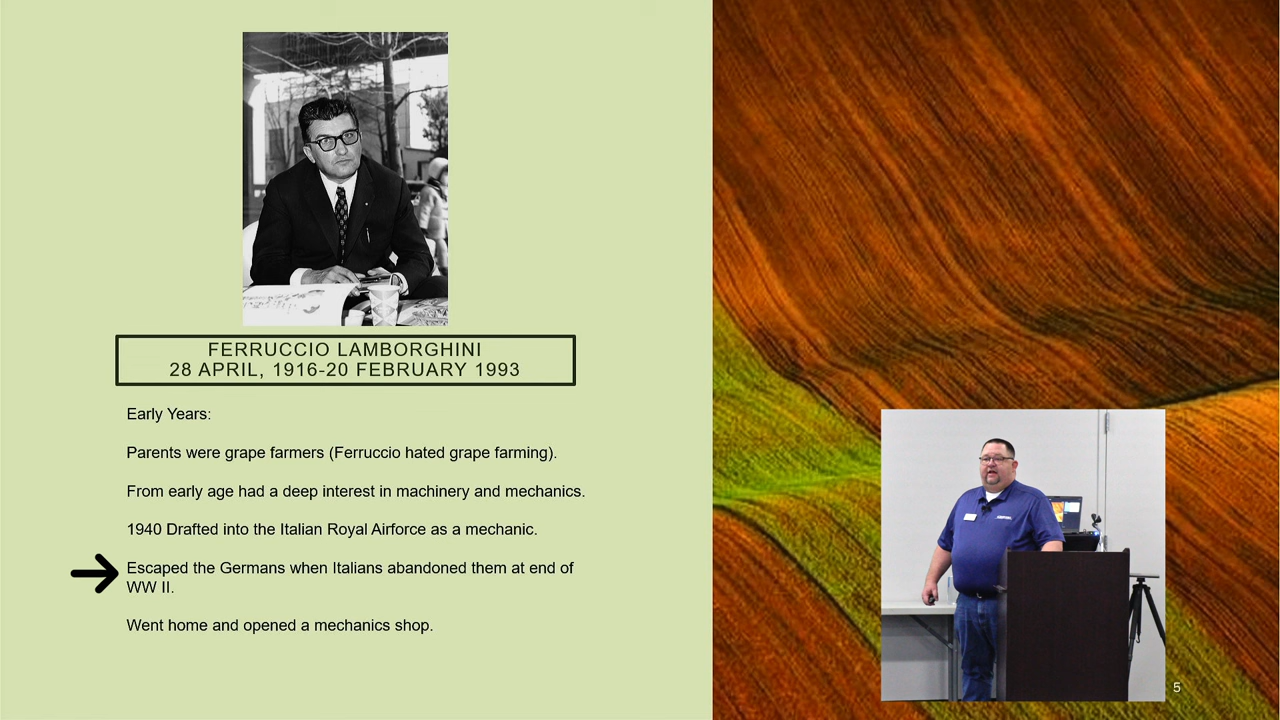 FERRUCCIO LAMBORGHINI
28 APRIL, 1916-20 FEBRUARY 1993
Early Years:
Parents were grape farmers (Ferruccio hated grape farming).
From early age had a deep interest in machinery and mechanics.
1940 Drafted into the Italian Royal Airforce as a mechanic.
Escaped the Germans when Italians abandoned them at end of
WW II.
Went home and opened a mechanics shop.
5